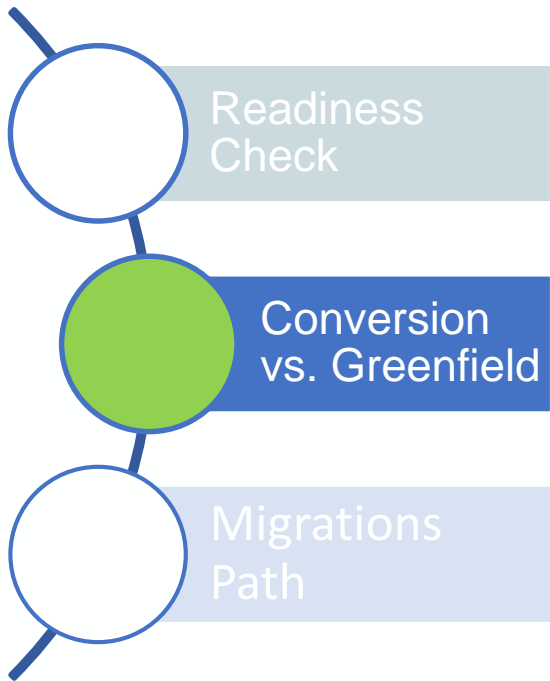 Readiness
Check
Conversion
vs. Greenfield
Migrations
Path